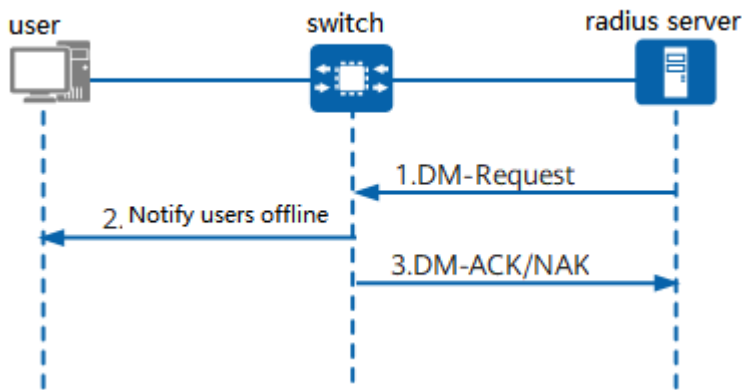 user
switch
radius server
1.DM-Request
2. Notify users offline
3.DM-ACK/NAK